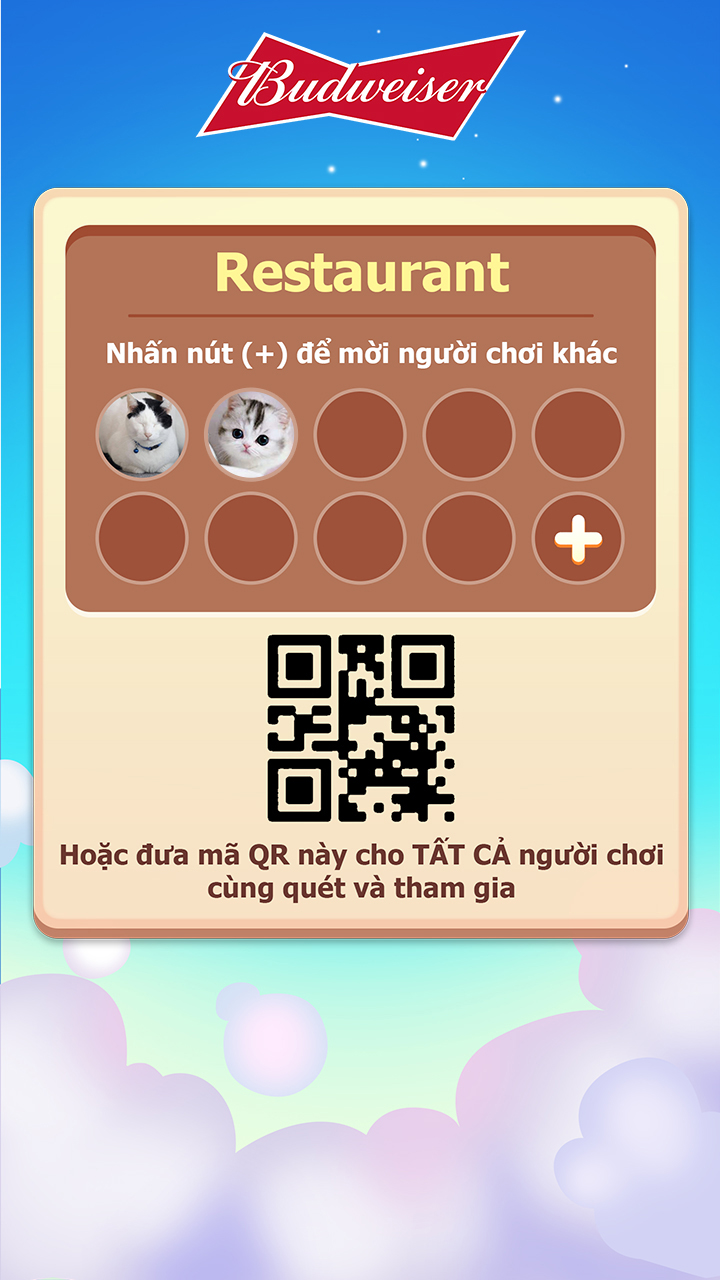 Budweiser
Restaurant
Nhấn nút (+) để mời người chơi khác
Hoặc đưa mã QR này cho TẤT CẢ người chơi
cùng quét và tham gia